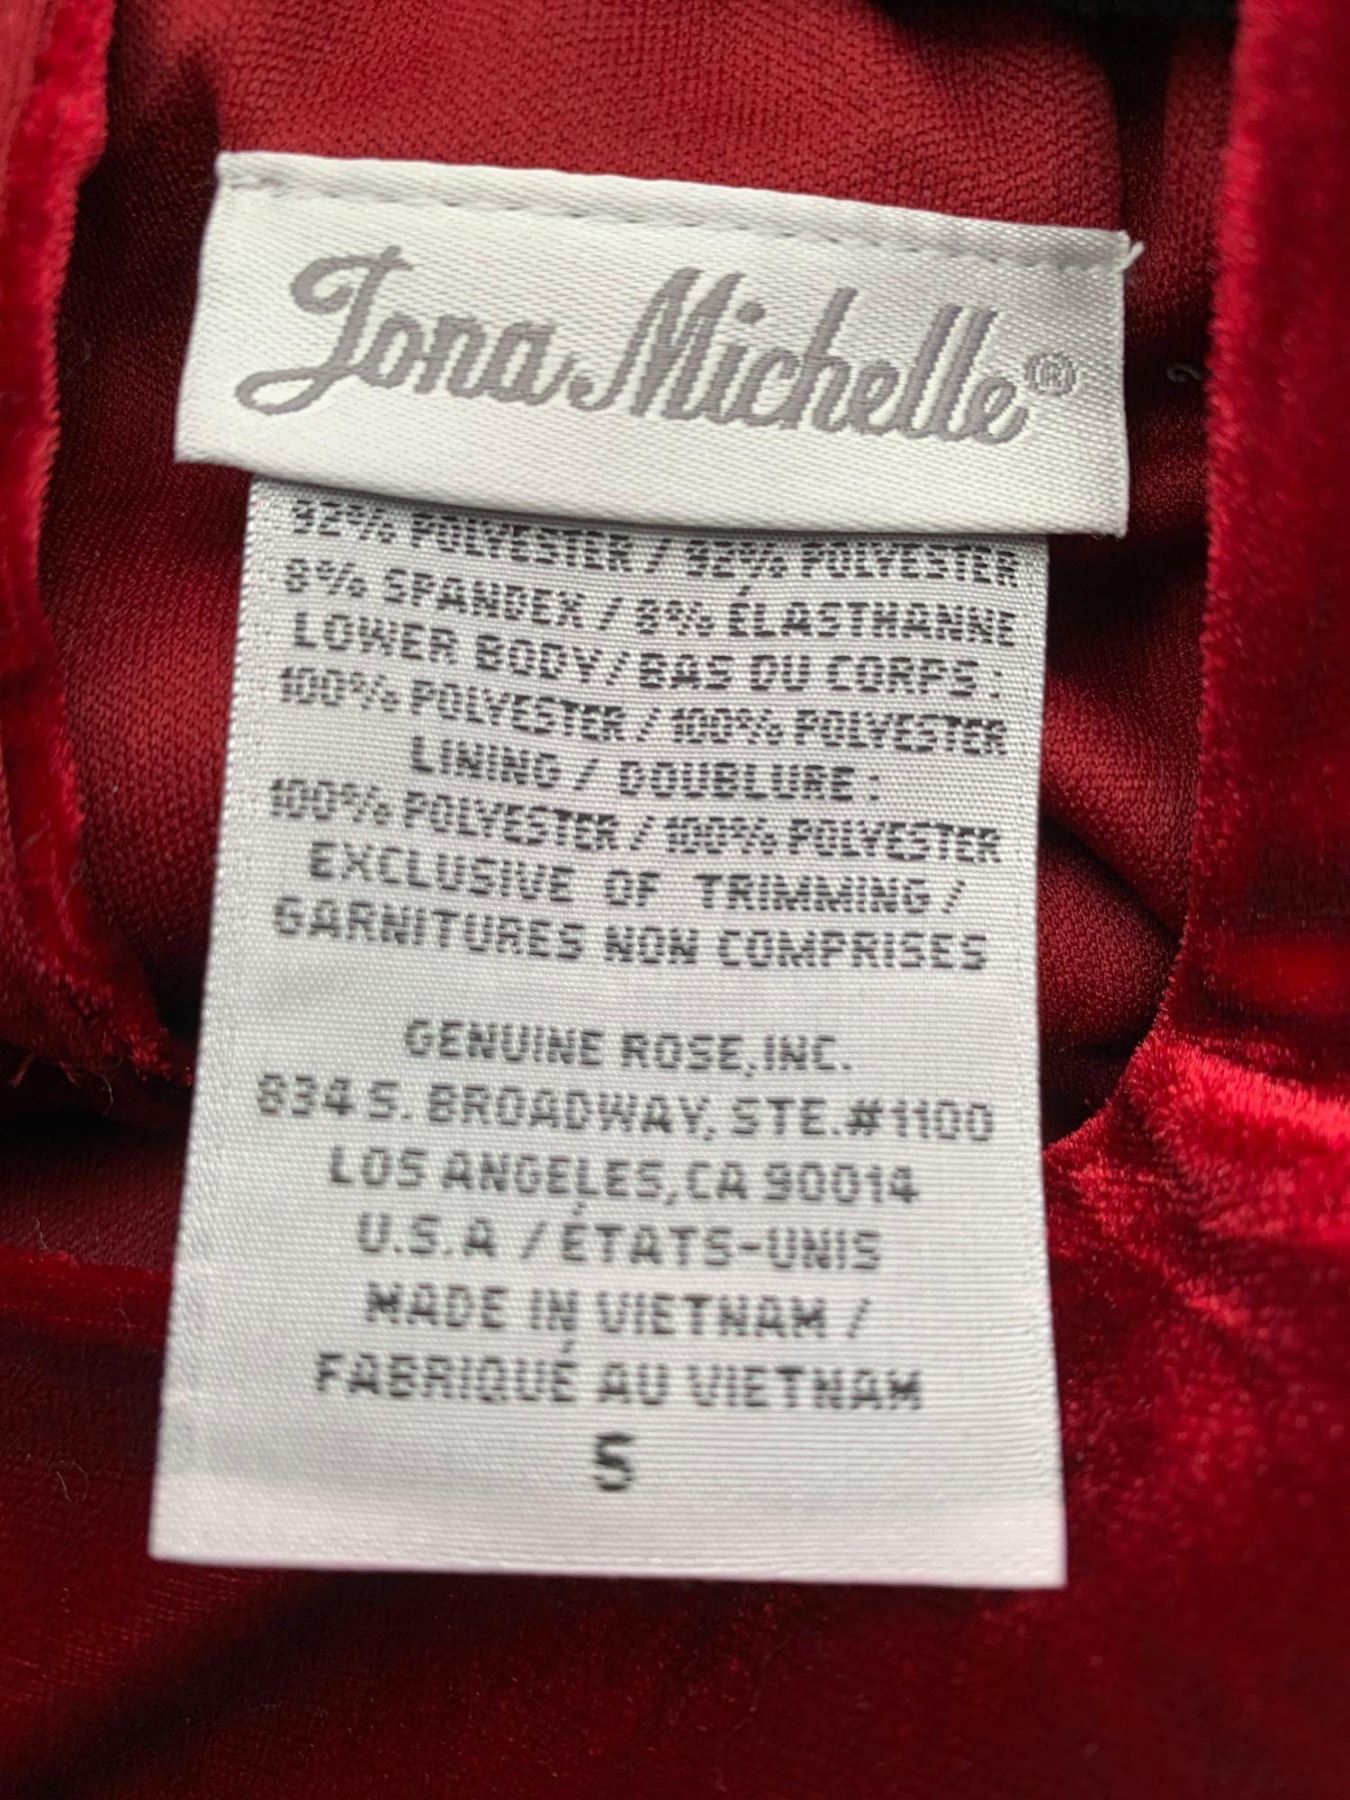 Jona Michelle®
92% POLYESTER / 92% POLYESTER
8% SPANDEX / 8% ÉLASTHANNE
LOWER BODY / BAS DU CORPS :
100% POLYESTER / 100% POLYESTER
LINING / DOUBLURE :
100% POLYESTER / 100% POLYESTER
EXCLUSIVE OF TRIMMING /
GARNITURES NON COMPRISES
GENUINE ROSE,INC.
834 S. BROADWAY, STE.#1100
LOS ANGELES,CA 90014
U.S.A / ÉTATS-UNIS
MADE IN VIETNAM /
FABRIQUÉ AU VIETNAM
5